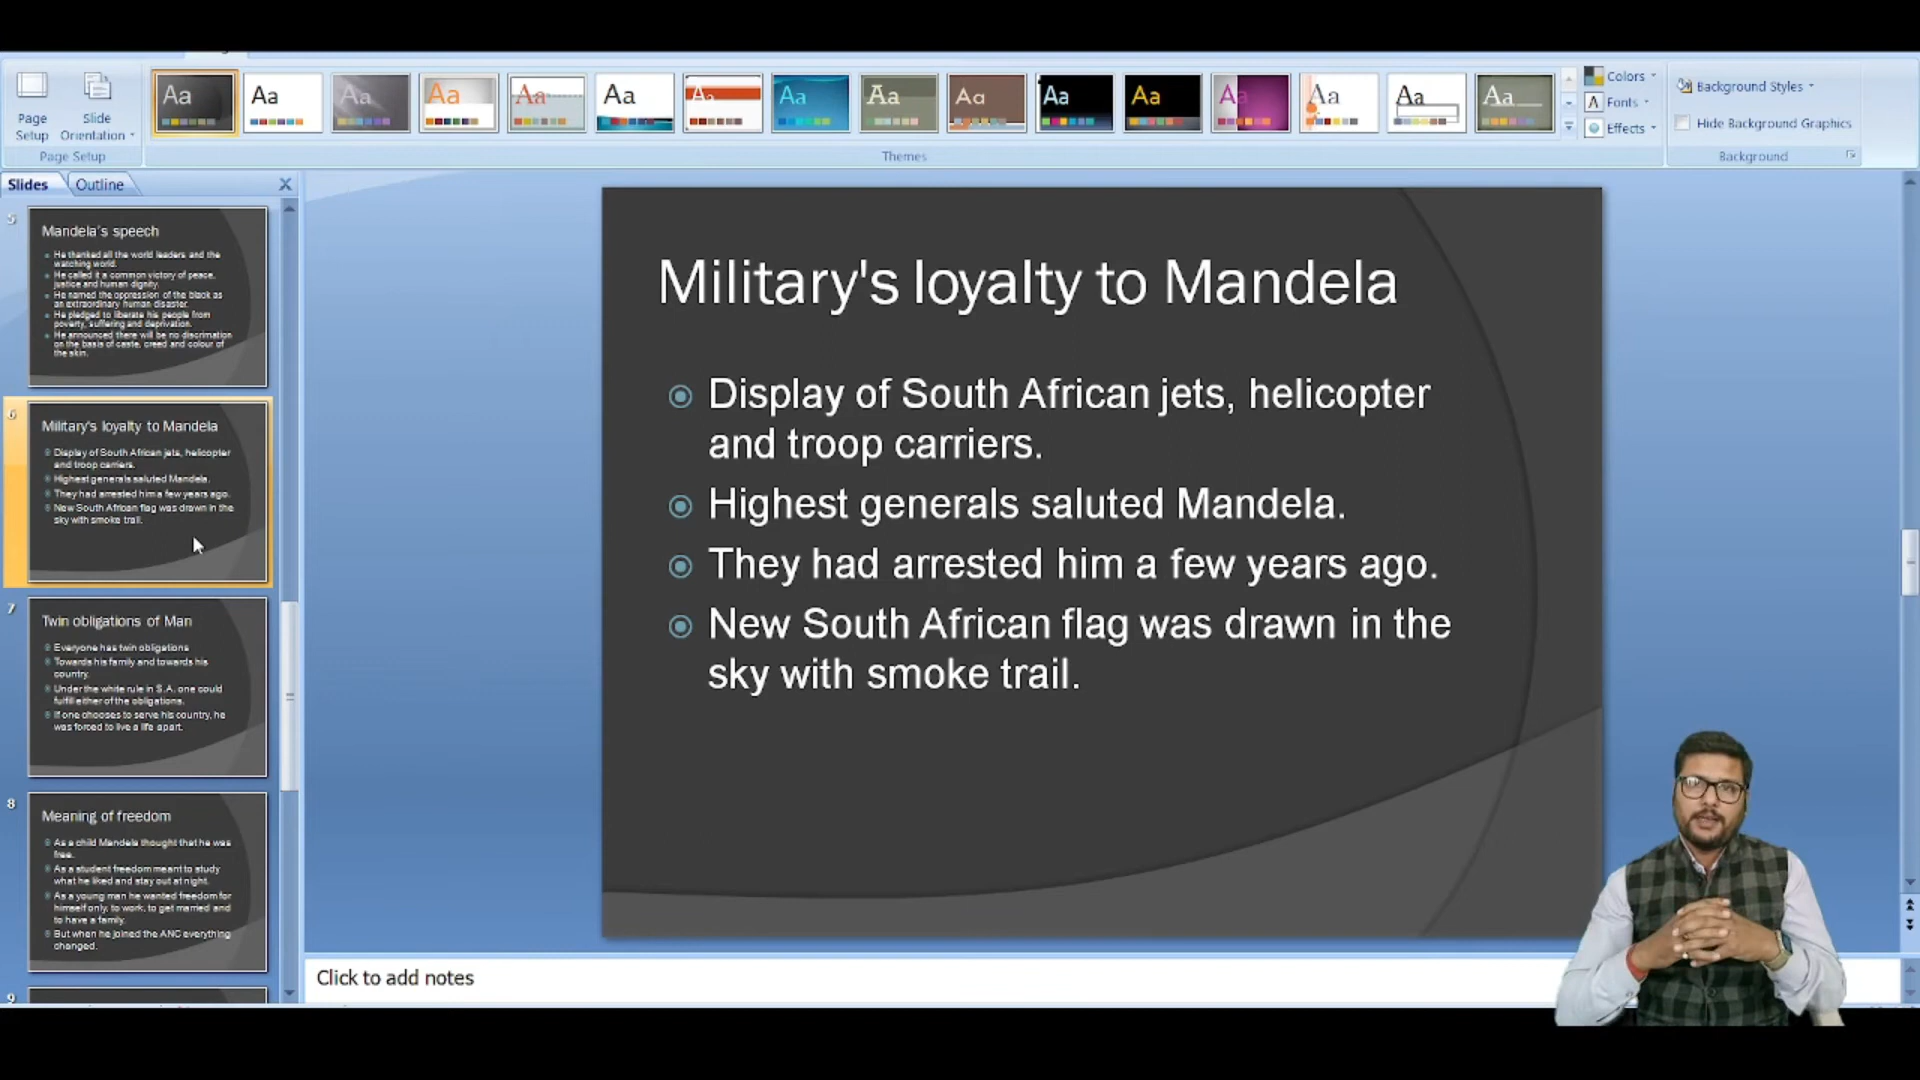 Page Setup
Slide Orientation
Page Setup
Aa Aa Aa Aa Aa Aa Aa Aa Aa Aa Aa Aa Aa Aa Aa Aa
Themes
Colors
Fonts
Effects
Background Styles
Hide Background Graphics
Background
Slides Outline
5
Mandela's speech
He thanked all the world leaders and the
watching world.
He called it a common victory of peace,
justice and human dignity.
He named the oppression of the black as
an extraordinary human disaster.
He pledged to liberate his people from
poverty, suffering and deprivation.
He announced there will be no discrimation
on the basis of caste, creed and colour of
the skin.
6
Military's loyalty to Mandela
Display of South African jets, helicopter
and troop carriers.
Highest generals saluted Mandela.
They had arrested him a few years ago.
New South African flag was drawn in the
sky with smoke trail.
7
Twin obligations of Man
Everyone has twin obligations
Towards his family and towards his
country.
Under the white rule in S.A. one could
fulfill either of the obligations.
If one chooses to serve his country, he
was forced to live a life apart.
8
Meaning of freedom
As a child Mandela thought that he was
free.
As a student freedom meant to study
what he liked and stay out at night.
As a young man he wanted freedom for
himself only, to work, to get married and
to have a family.
But when he joined the ANC everything
changed.
9
Military's loyalty to Mandela
Display of South African jets, helicopter
and troop carriers.
Highest generals saluted Mandela.
They had arrested him a few years ago.
New South African flag was drawn in the
sky with smoke trail.
Click to add notes